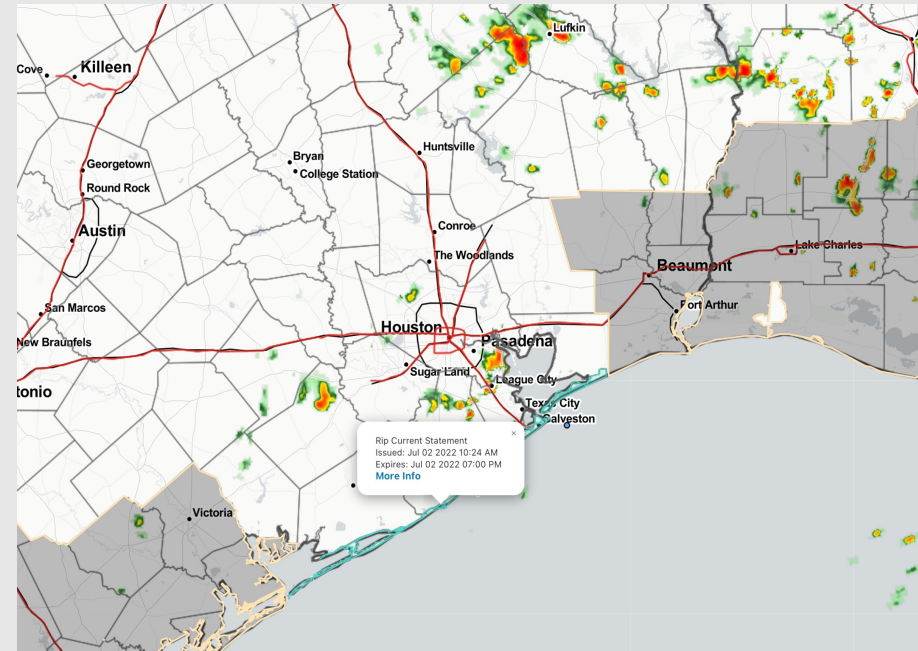 Lufkin
Cove
Killeen
Huntsville
Bryan
College Station
Georgetown
Round Rock
Austin
Conroe
Lake Charles
The Woodlands
Beaumont
San Marcos
Port Arthur
Houston
New Braunfels
Pasadena
Sugar Land
League City
tonio
Texas City
Galveston
×
Rip Current Statement
Issued: Jul 02 2022 10:24 AM
Expires: Jul 02 2022 07:00 PM
More Info
Victoria